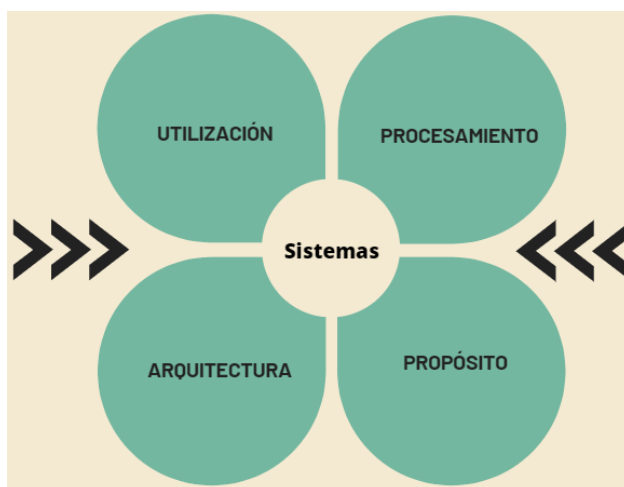 UTILIZACIÓN
PROCESAMIENTO
Sistemas
ARQUITECTURA
PROPÓSITO